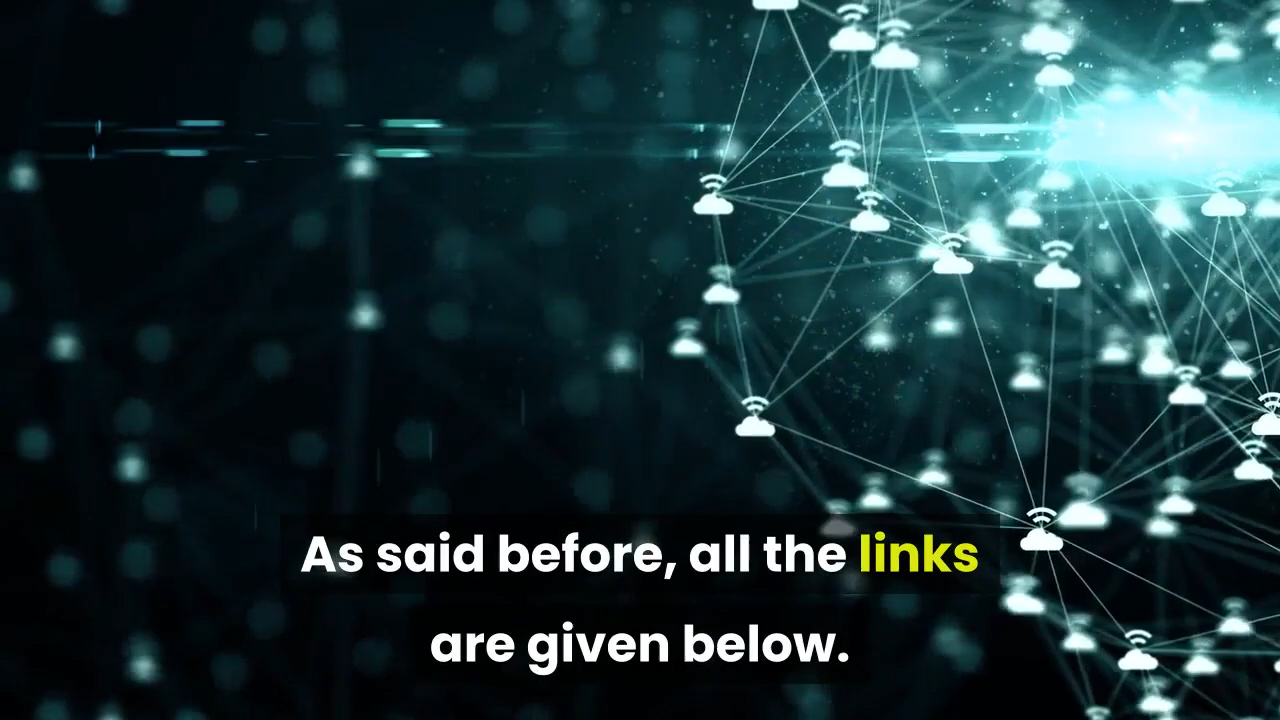 As said before, all the links
are given below.